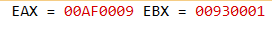 EAX = 00AF0009 EBX = 00930001